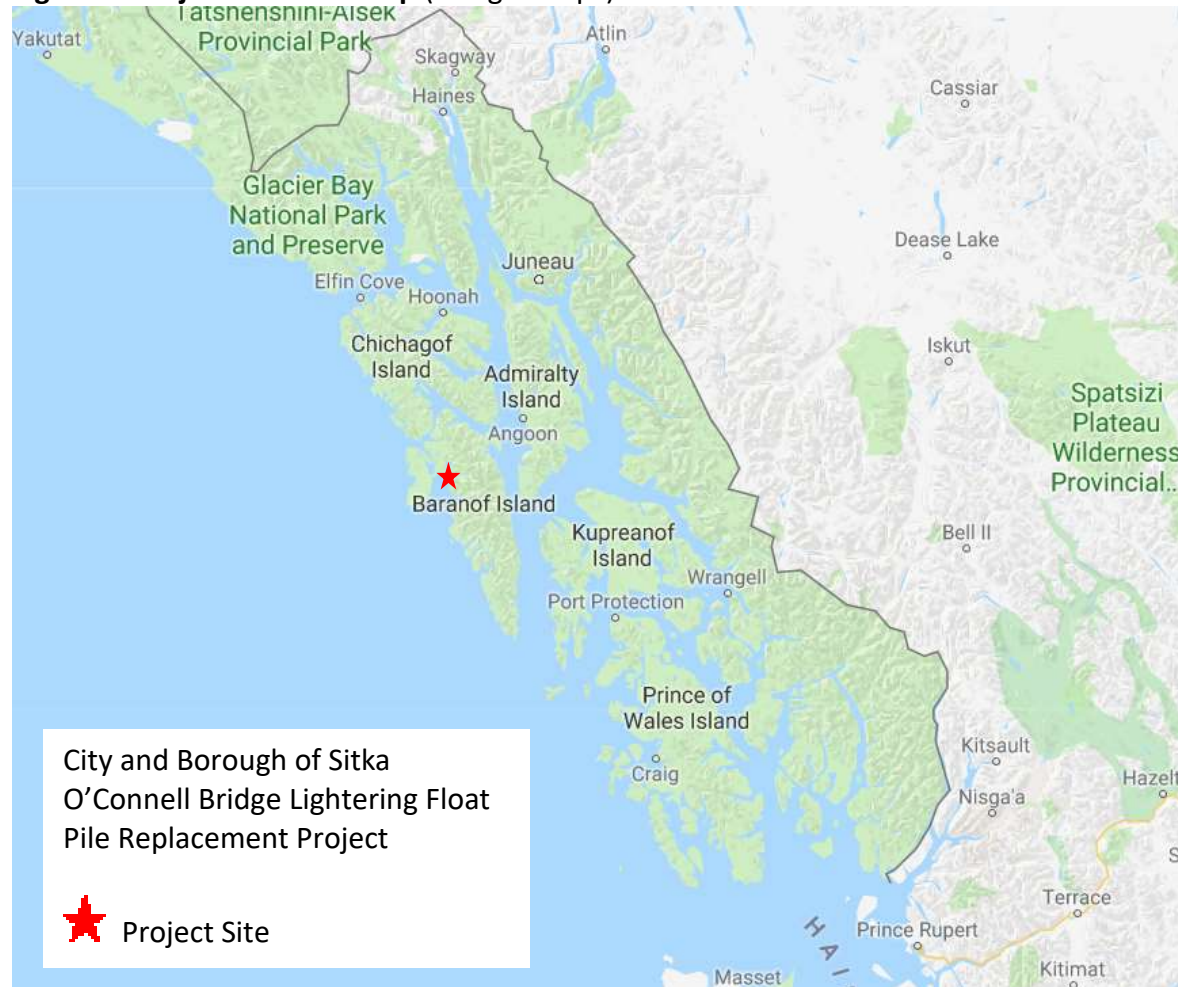 Yakutat
Tatshenshini-Alsek
Provincial Park
Atlin
Skagway
Haines
Cassiar
Glacier Bay
National Park
and Preserve
Dease Lake
Juneau
Elfin Cove
Hoonah
Chichagof
Island
Iskut
Admiralty
Island
Angoon
Spatsizi
Plateau
Wilderness
Provincial...
Baranof Island
Kupreanof
Island
Bell II
Wrangell
Port Protection
Prince of
Wales Island
Craig
Kitsault
Nisga'a
Hazelt
City and Borough of Sitka
O’Connell Bridge Lightering Float
Pile Replacement Project
Project Site
Terrace
Prince Rupert
H A I
Kitimat
Masset